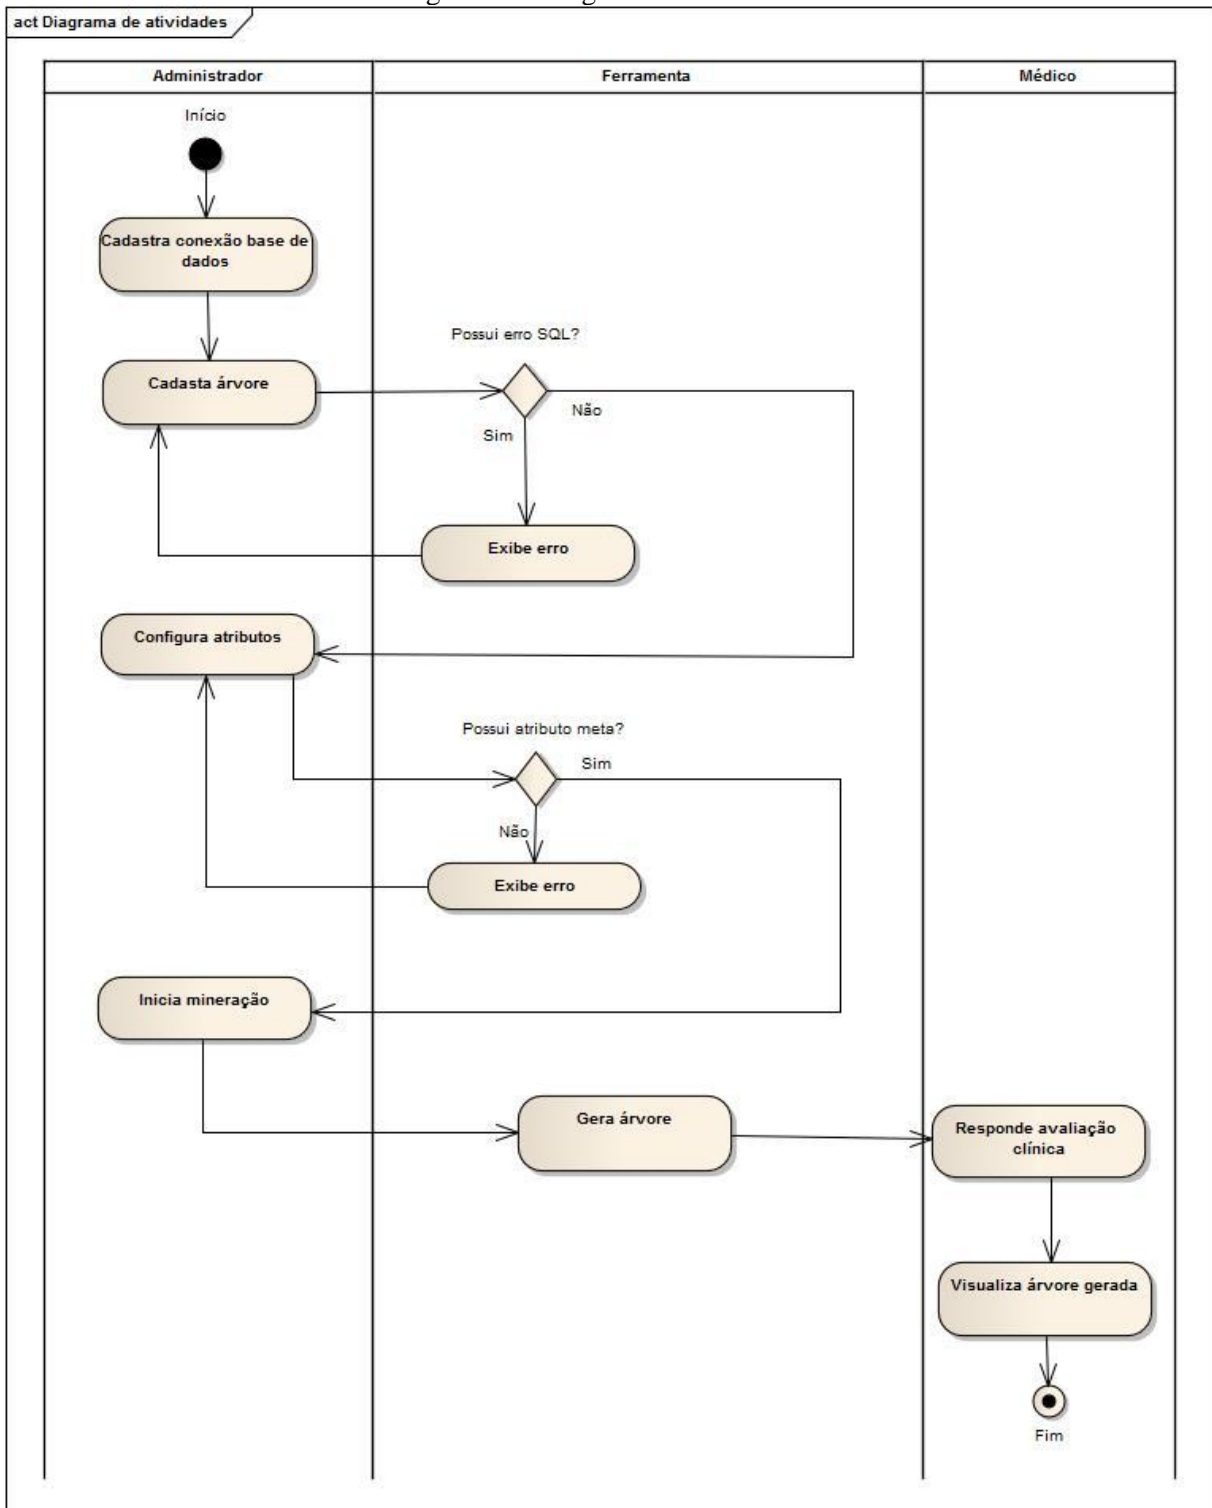 act Diagrama de atividades
Administrador
Ferramenta
Médico
Início
Cadastra conexão base de
dados
Possui erro SQL?
Cadasta árvore
Não
Sim
Exibe erro
Configura atributos
Possui atributo meta?
Sim
Não
Exibe erro
Inicia mineração
Gera árvore
Responde avaliação
clínica
Visualiza árvore gerada
Fim